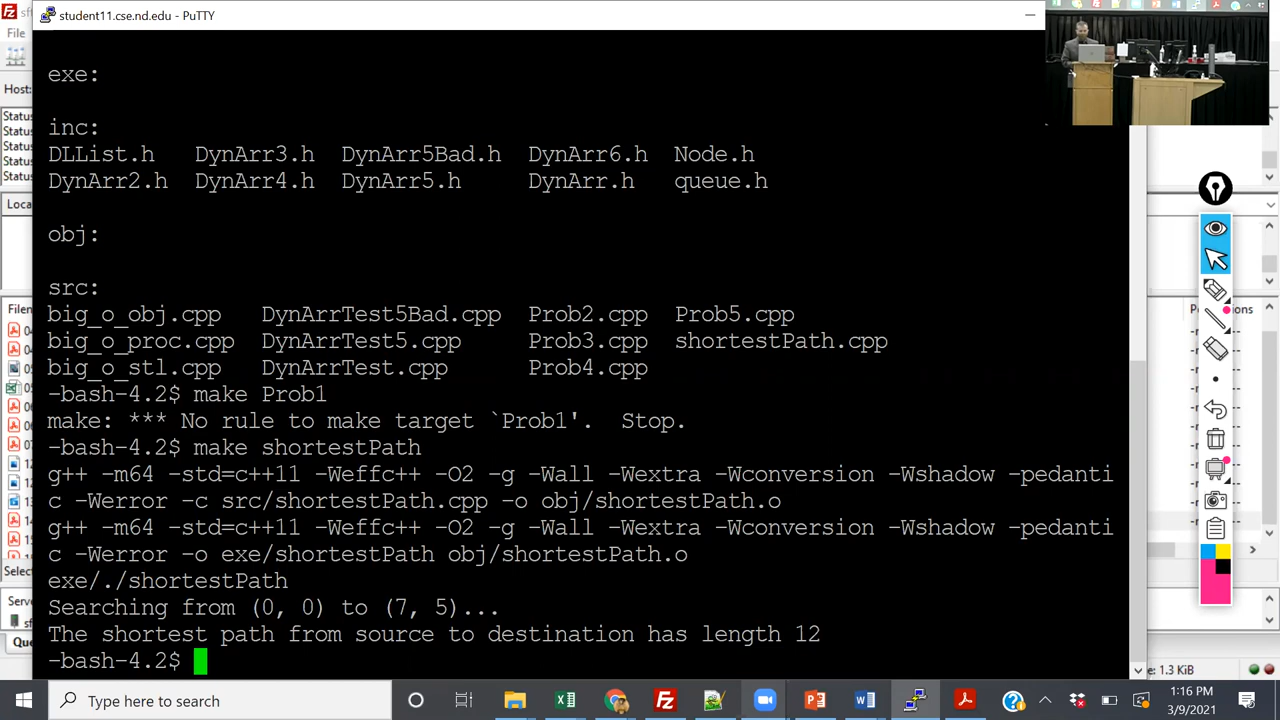 student11.cse.nd.edu - PuTTY
File
Host:
Status
Status
Status
Status
Loca
Filen
Selec
Serve
Que
exe:
inc:
DLList.h DynArr3.h DynArr5Bad.h DynArr6.h Node.h
DynArr2.h DynArr4.h DynArr5.h DynArr.h queue.h
obj:
src:
big_o_obj.cpp DynArrTest5Bad.cpp Prob2.cpp Prob5.cpp
big_o_proc.cpp DynArrTest5.cpp Prob3.cpp shortestPath.cpp
big_o_stl.cpp DynArrTest.cpp Prob4.cpp
-bash-4.2$ make Prob1
make: *** No rule to make target `Prob1'. Stop.
-bash-4.2$ make shortestPath
g++ -m64 -std=c++11 -Weffc++ -O2 -g -Wall -Wextra -Wconversion -Wshadow -pedanti
c -Werror -c src/shortestPath.cpp -o obj/shortestPath.o
g++ -m64 -std=c++11 -Weffc++ -O2 -g -Wall -Wextra -Wconversion -Wshadow -pedanti
c -Werror -o exe/shortestPath obj/shortestPath.o
exe/./shortestPath
Searching from (0, 0) to (7, 5)...
The shortest path from source to destination has length 12
-bash-4.2$
e: 1.3 KiB
Type here to search
1:16 PM
3/9/2021